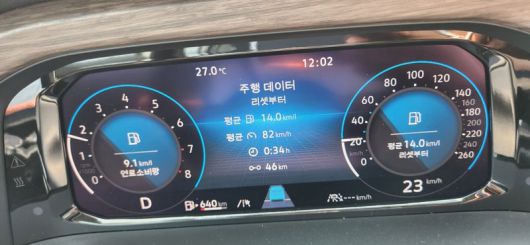 27.0 ℃
12:02
주행 데이터
리셋부터
평균 14.0 km/l
평균 82 km/h
0:34 h
46 km
0 1 2 3 4 5 6 7 8
9.1 km/l
연료소비량
D
0 20 40 60 80 100 120 140 160 180 200 220 240 260
평균 14.0 km/l
리셋부터
23 km/h
640 km
--- km/h